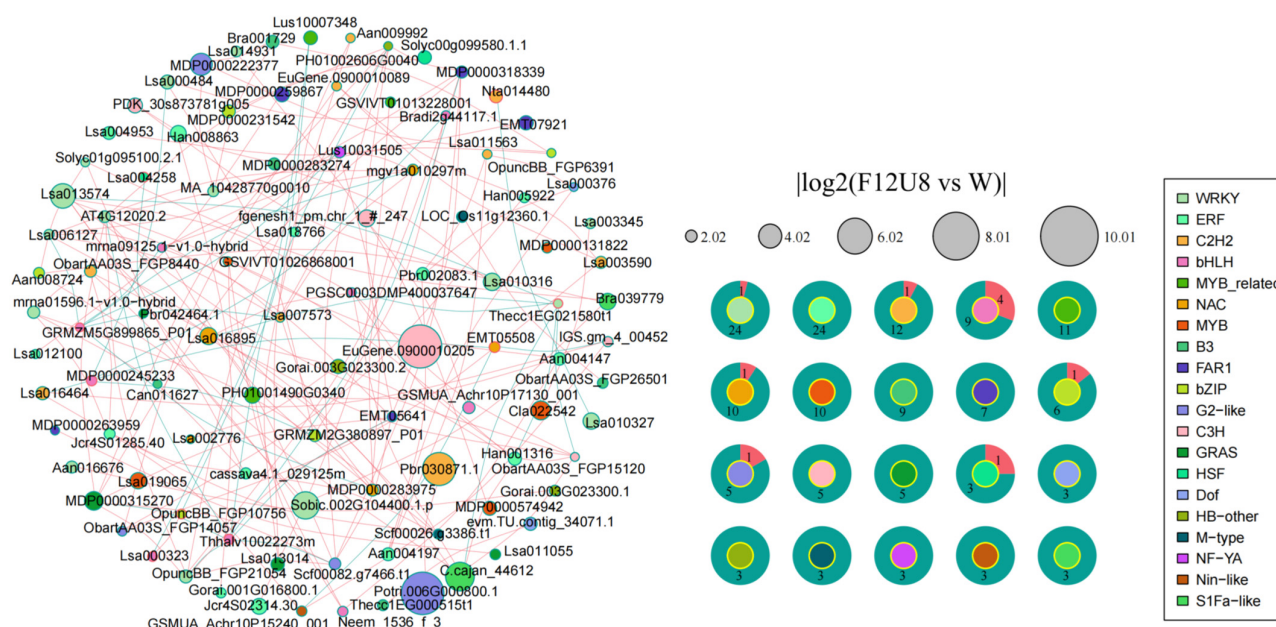 Lus10007348
Aan009992
Bra001729
Solyc00g099580.1.1
Lsa014931
PH01002606G0040
MDP0000222377
MDP0000318339
EuGene.0900010089
Lsa000484
MDP0000259867
Nta014480
PDK_30s873781g005
GSVIVT01013228001
MDP0000231542
Bradi2g44117.1
EMT07921
Lsa004953
Han008863
Lsa011563
Lus10031505
Solyc01g095100.2.1
MDP0000283274
OpuncBB_FGP6391
mgv1a010297m
Lsa004258
Lsa000376
Lsa013574
MA_10428770g0010
Han005922
AT4G12020.2
fgenesh1_pm.chr_1_#_247
LOC_Os11g12360.1
Lsa003345
Lsa006127
Lsa018766
mrna09125.1-v1.0-hybrid
MDP0000131822
ObartAA03S_FGP8440
GSVIVT01026868001
Lsa003590
Aan008724
Pbr002083.1
Lsa010316
PGSC0003DMP400037647
mrna01596.1-v1.0-hybrid
Bra039779
Pbr042464.1
Lsa007573
Thecc1EG021580t1
GRMZM5G899865_P01
Lsa016895
EMT05508
IGS.gm_4_00452
Lsa012100
EuGene.0900010205
Aan004147
Gorai.003G023300.2
MDP0000245233
ObartAA03S_FGP26501
Lsa016464
Can011627
PH01001490G0340
GSMUA_Achr10P17130_001
EMT05641
Cla022542
MDP0000263959
Lsa010327
Jcr4S01285.40
Lsa002776
GRMZM2G380897_P01
Han001316
Aan016676
cassava4.1_029125m
Pbr030871.1
ObartAA03S_FGP15120
Lsa019065
MDP0000283975
Gorai.003G023300.1
MDP0000315270
Sobic.002G104400.1.p
MDP0000574942
OpuncBB_FGP10756
evm.TU.contig_34071.1
ObartAA03S_FGP14057
Scf00026.g3386.t1
Thhalv10022273m
Lsa000323
Lsa013014
Aan004197
Lsa011055
OpuncBB_FGP21054
Scf00082.g7466.t1
C.cajan_44612
Gorai.001G016800.1
Potri.006G000800.1
Jcr4S02314.30
Thecc1EG000515t1
GSMUA_Achr10P15240_001
Neem_1536_f_3
|log2(F12U8 vs W)|
2.02 4.02 6.02 8.01 10.01
1 24
24
1 12
4 9
11
1 10
10
9
7
1 6
1 5
5
5
1 3
3
3
3
3
3
3
WRKY
ERF
C2H2
bHLH
MYB_related
NAC
MYB
B3
FAR1
bZIP
G2-like
C3H
GRAS
HSF
Dof
HB-other
M-type
NF-YA
Nin-like
S1Fa-like